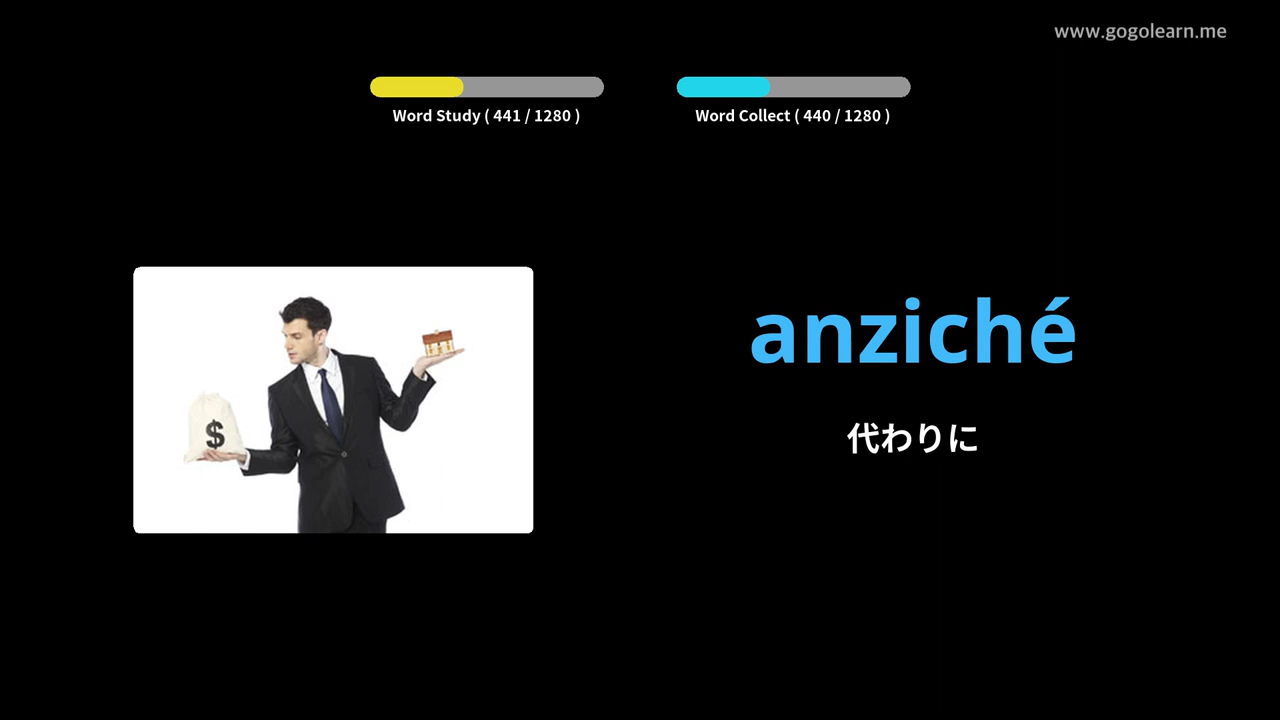 www.gogolearn.me
Word Study ( 441 / 1280 )
Word Collect ( 440 / 1280 )
$
anziché
代わりに